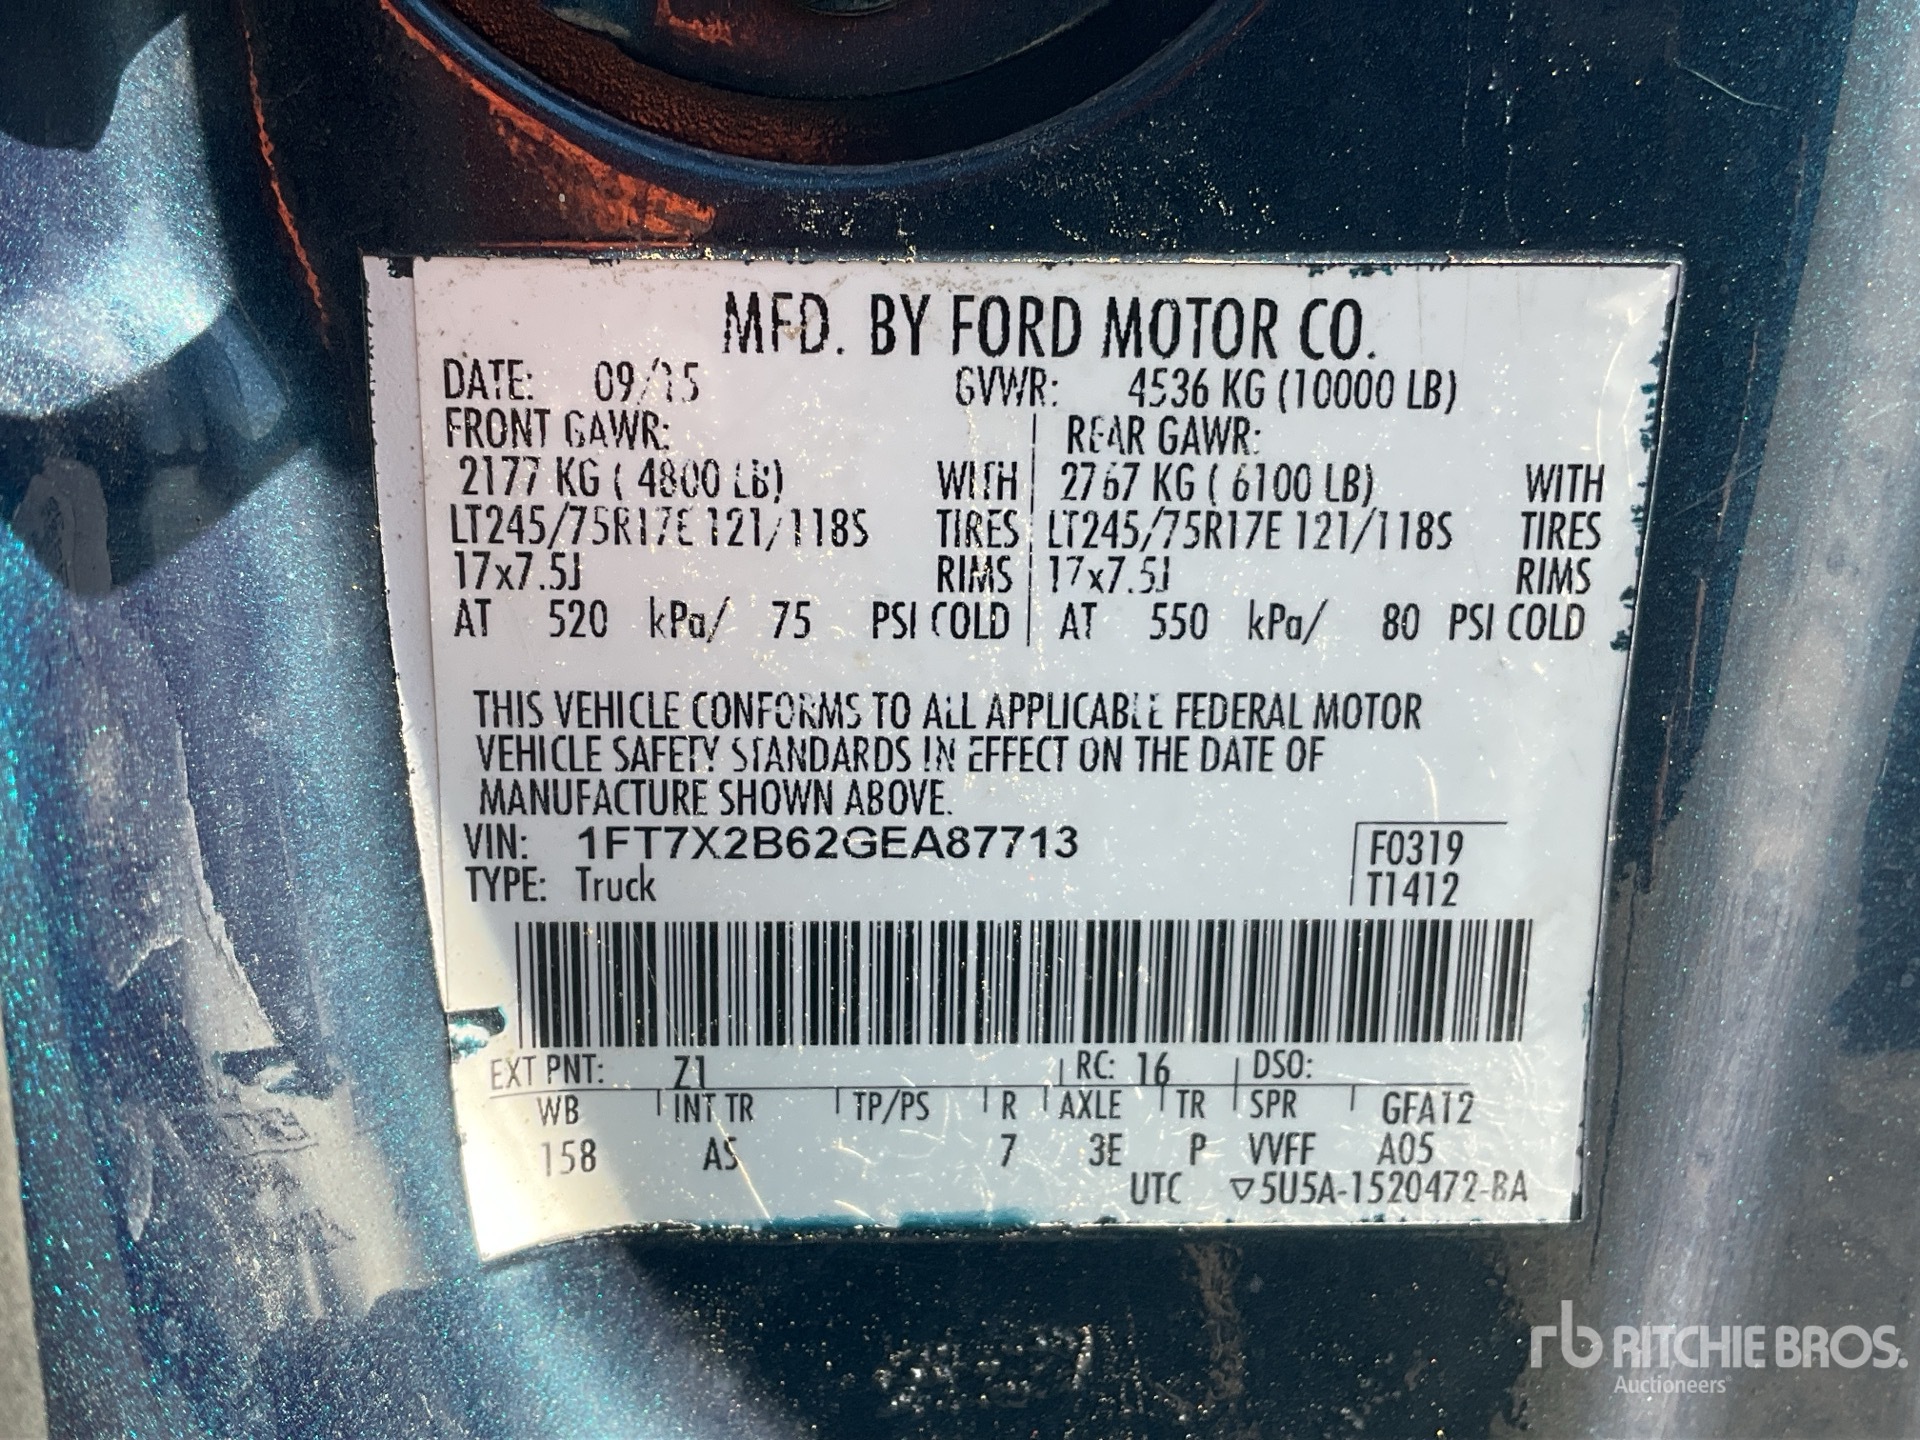 MFD. BY FORD MOTOR CO.
DATE: 09/15 GVWR: 4536 KG (10000 LB)
FRONT GAWR: REAR GAWR:
2177 KG ( 4800 LB) WITH 2767 KG ( 6100 LB) WITH
LT245/75R17E 121/118S TIRES LT245/75R17E 121/118S TIRES
17x7.5J RIMS 17x7.5J RIMS
AT 520 kPa/ 75 PSI COLD AT 550 kPa/ 80 PSI COLD
THIS VEHICLE CONFORMS TO ALL APPLICABLE FEDERAL MOTOR
VEHICLE SAFETY STANDARDS IN EFFECT ON THE DATE OF
MANUFACTURE SHOWN ABOVE.
VIN: 1FT7X2B62GEA87713 F0319
TYPE: Truck T1412
EXT PNT: Z1 RC: 16 DSO:
WB INT TR TP/PS R AXLE TR SPR GFA12
158 AS 7 3E P VVFF A05
UTC ▽5U5A-1520472-BA
rb RITCHIE BROS.
Auctioneers